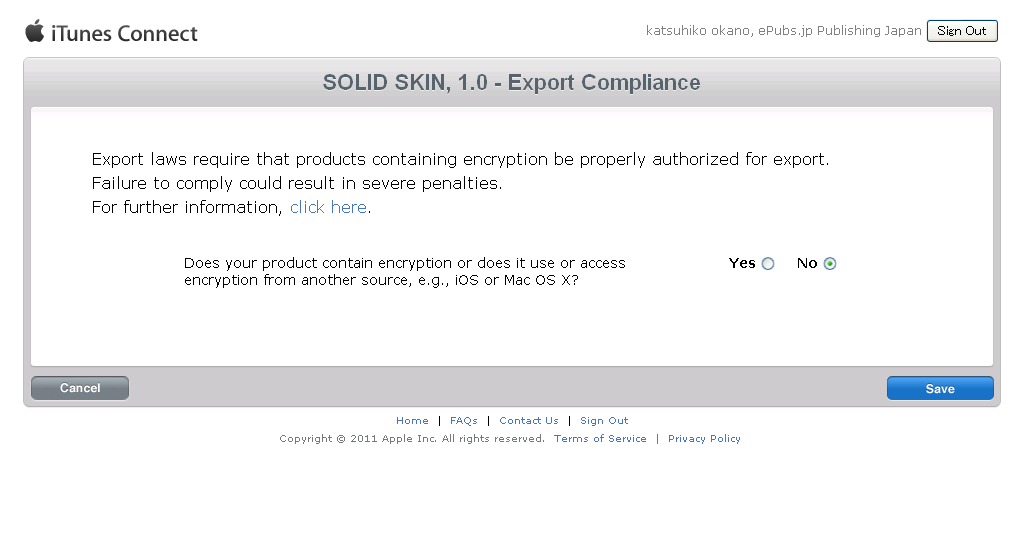 iTunes Connect
katsuhiko okano, ePubs.jp Publishing Japan Sign Out
SOLID SKIN, 1.0 - Export Compliance
Export laws require that products containing encryption be properly authorized for export.
Failure to comply could result in severe penalties.
For further information, click here.
Does your product contain encryption or does it use or access
encryption from another source, e.g., iOS or Mac OS X?
Yes No
Cancel Save
Home | FAQs | Contact Us | Sign Out
Copyright © 2011 Apple Inc. All rights reserved. Terms of Service | Privacy Policy